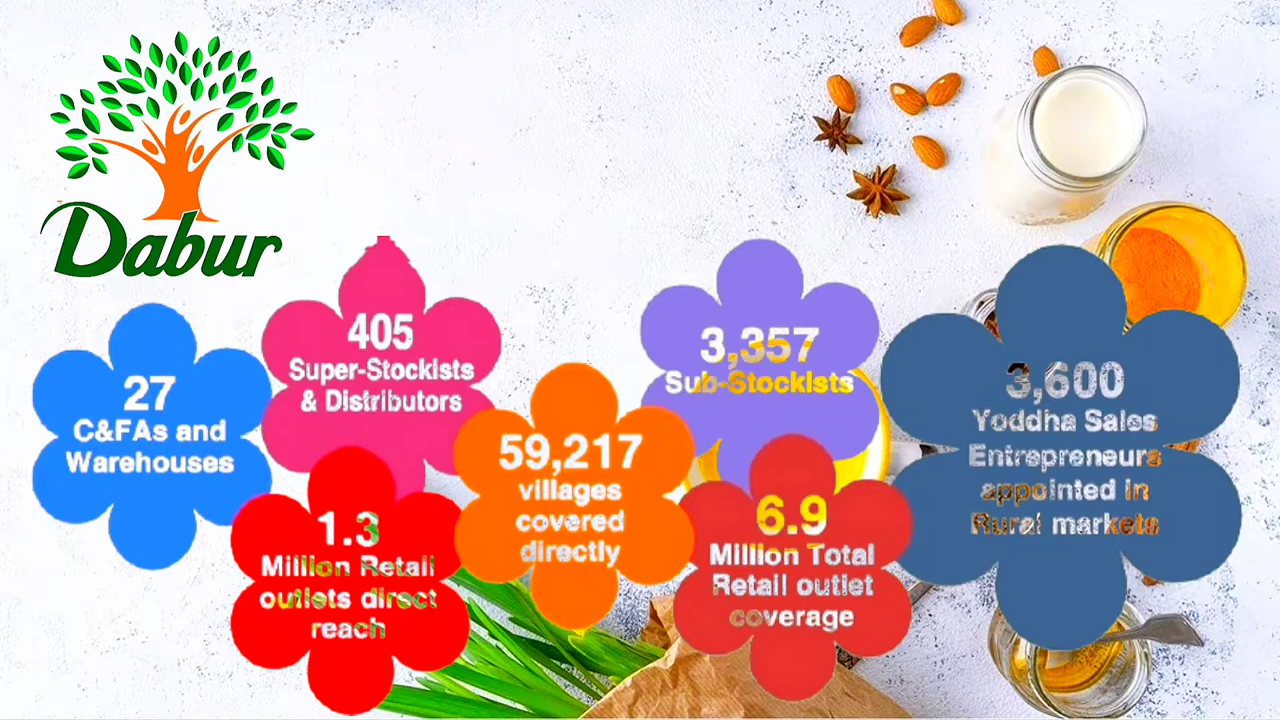 Dabur
27
C&FAs and
Warehouses
405
Super-Stockists
& Distributors
1.3
Million Retail
outlets direct
reach
59,217
villages
covered
directly
3,357
Sub-Stockists
6.9
Million Total
Retail outlet
coverage
3,600
Yoddha Sales
Entrepreneurs
appointed in
Rural markets